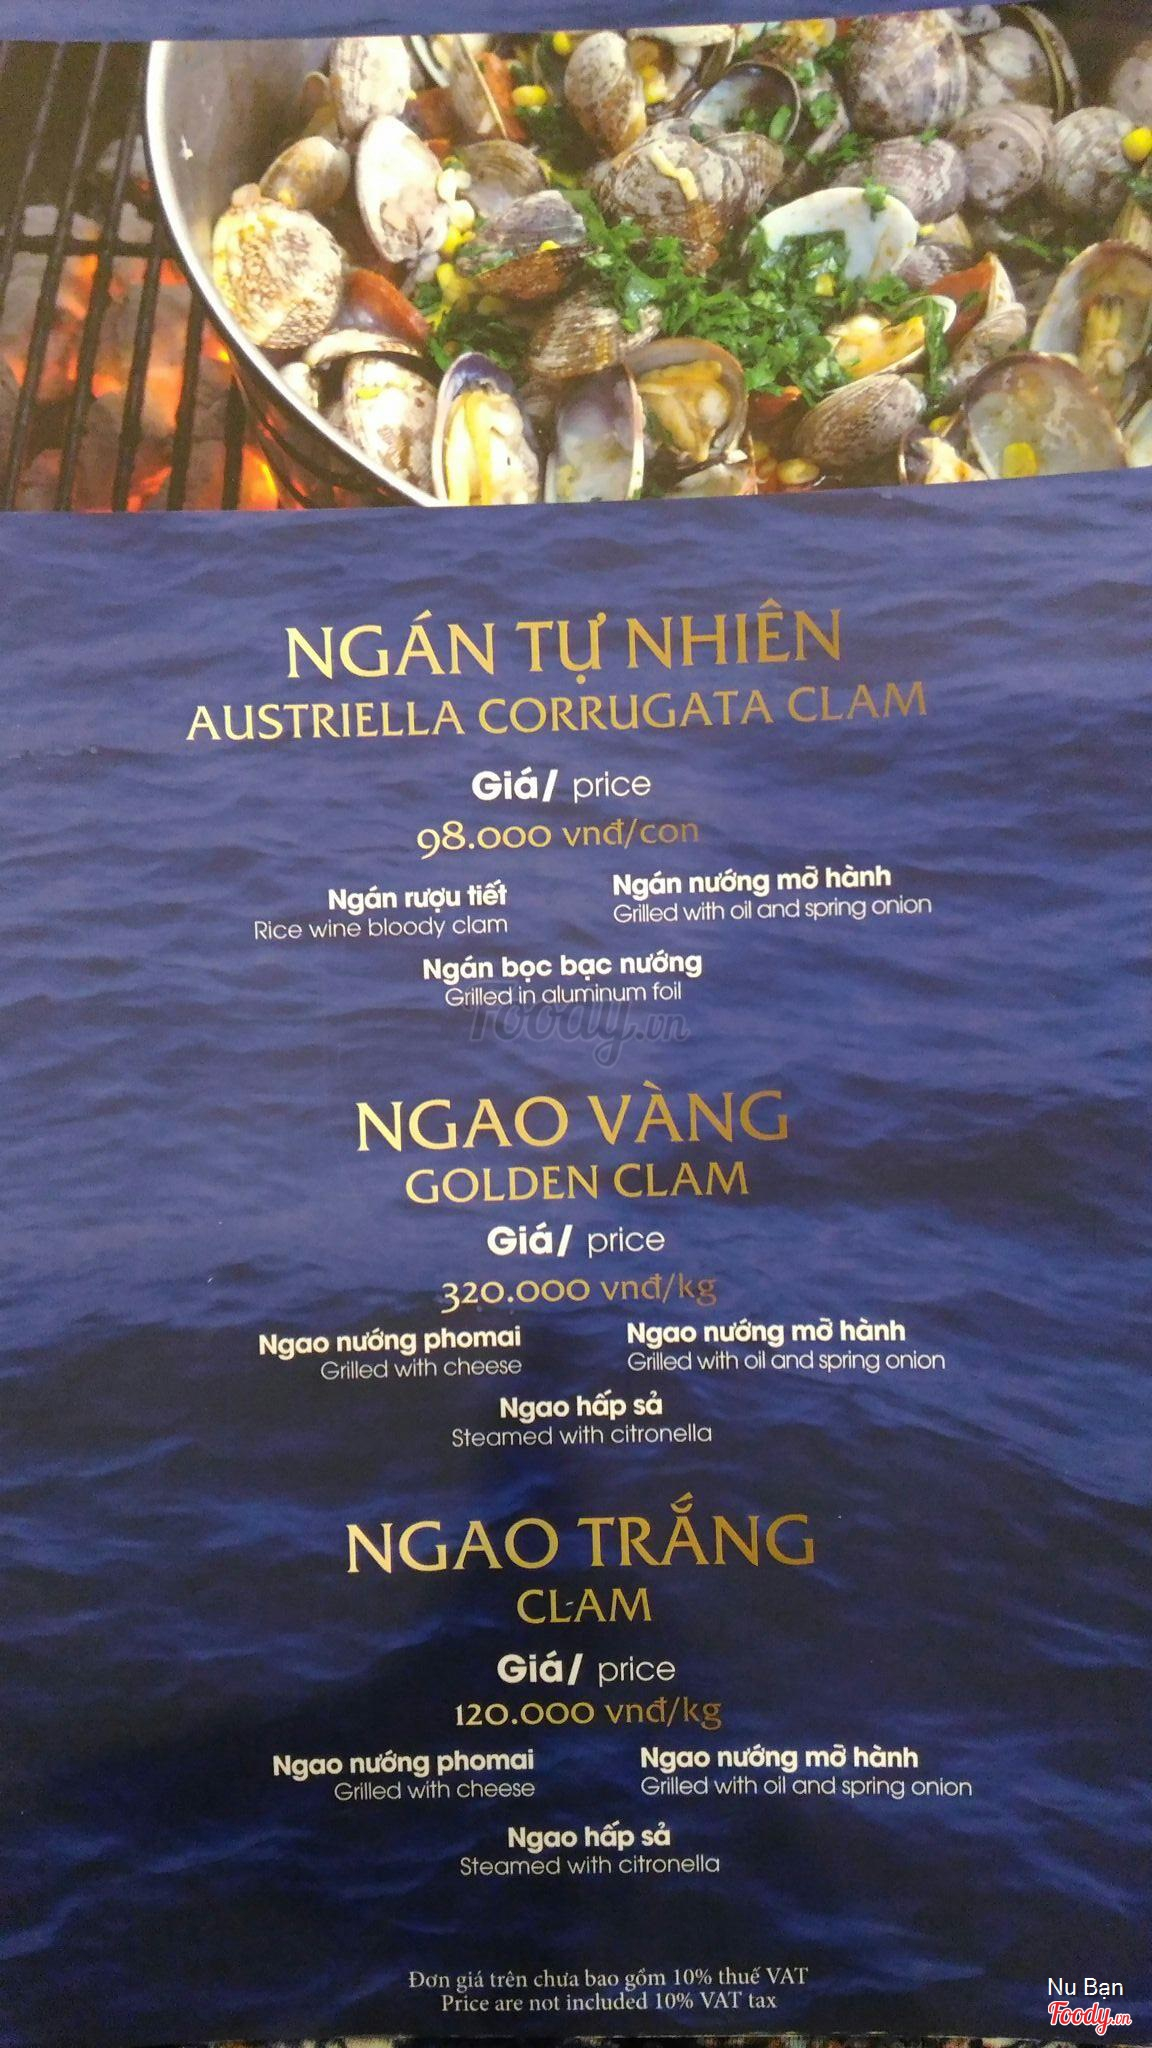 NGÁN TỰ NHIÊN
AUSTRIELLA CORRUGATA CLAM
Giá/ price
98.000 vnđ/con
Ngán rượu tiết
Rice wine bloody clam
Ngán nướng mỡ hành
Grilled with oil and spring onion
Ngán bọc bạc nướng
Grilled in aluminum foil
Foody.vn
NGAO VÀNG
GOLDEN CLAM
Giá/ price
320.000 vnđ/kg
Ngao nướng phomai
Grilled with cheese
Ngao nướng mỡ hành
Grilled with oil and spring onion
Ngao hấp sả
Steamed with citronella
NGAO TRẮNG
CLAM
Giá/ price
120.000 vnđ/kg
Ngao nướng phomai
Grilled with cheese
Ngao nướng mỡ hành
Grilled with oil and spring onion
Ngao hấp sả
Steamed with citronella
Đơn giá trên chưa bao gồm 10% thuế VAT
Price are not included 10% VAT tax
Nu Bạn
Foody.vn